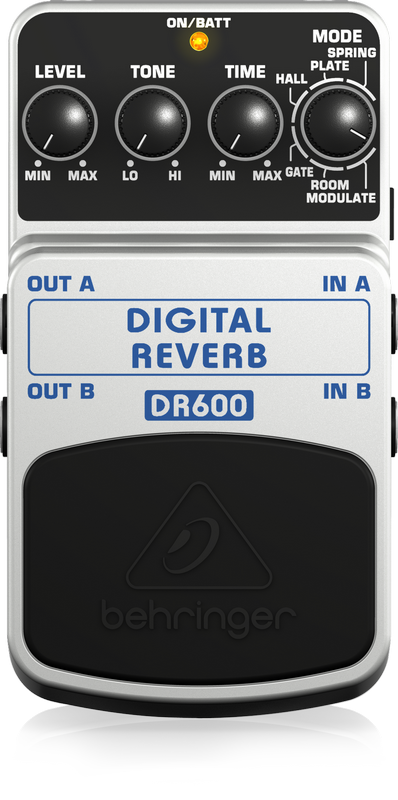 ON/BATT
MODE
SPRING
PLATE
HALL
LEVEL
TONE
TIME
MIN
MAX
LO
HI
MIN
MAX
GATE
ROOM
MODULATE
OUT A
IN A
DIGITAL
REVERB
OUT B
IN B
DR600
behringer